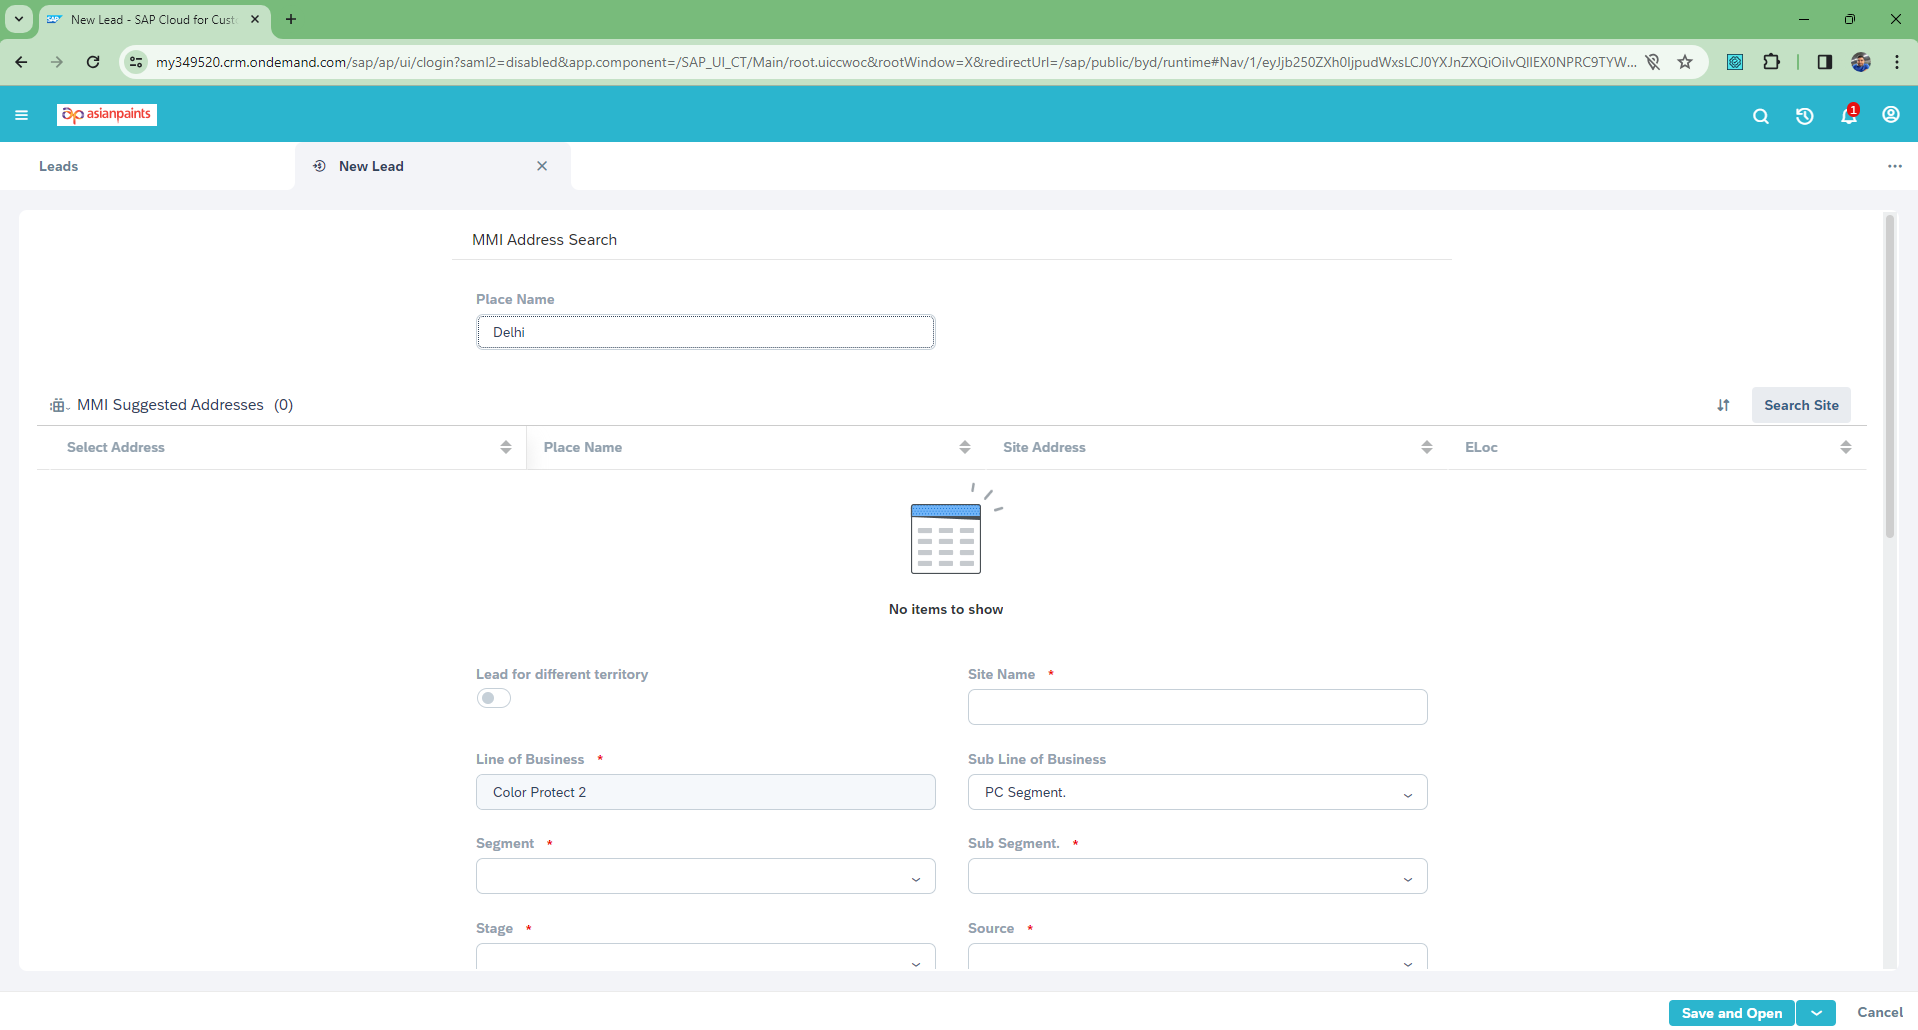 New Lead - SAP Cloud for Cust
my349520.crm.ondemand.com/sap/ap/ui/clogin?saml2=disabled&app.component=/SAP_UI_CT/Main/root.uiccwoc&rootWindow=X&redirectUrl=/sap/public/byd/runtime#Nav/1/eyJjb250ZXh0IjpudWxsLCJ0YXJnZXQiOiIvQllEX0NPRC9TYW...
asianpaints
1
Leads
New Lead
MMI Address Search
Place Name
Delhi
MMI Suggested Addresses (0)
Search Site
Select Address Place Name Site Address ELoc
No items to show
Lead for different territory
Site Name *
Line of Business *
Sub Line of Business
Color Protect 2
PC Segment.
Segment *
Sub Segment. *
Stage *
Source *
Save and Open
Cancel